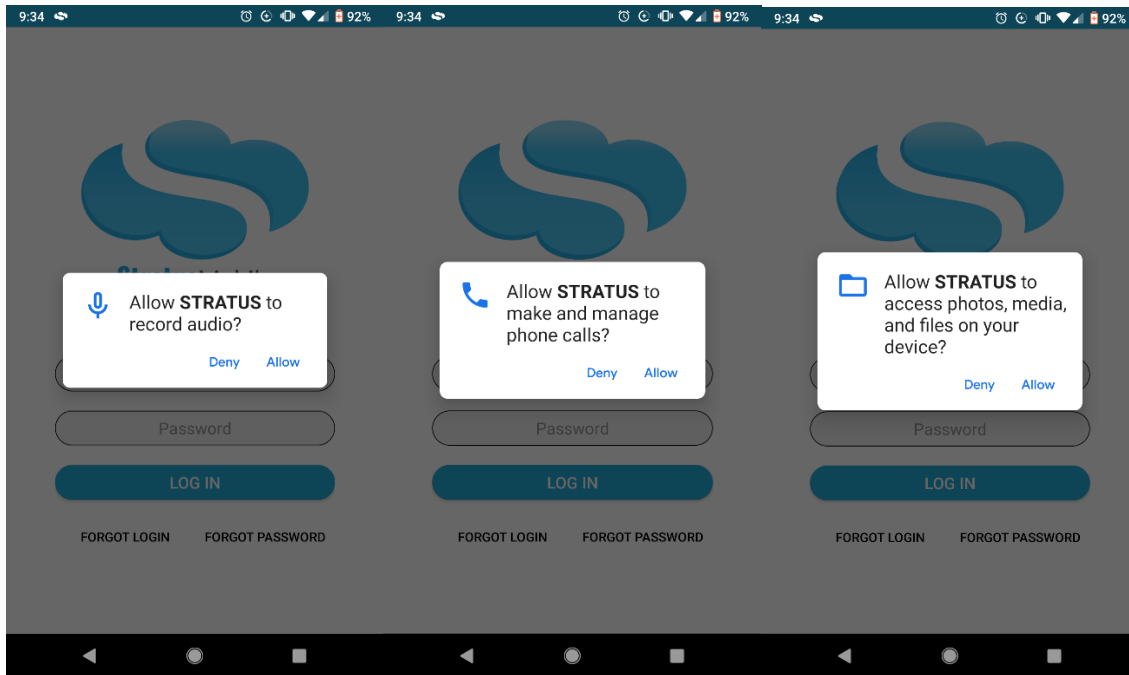 9:34
92%
Allow STRATUS to
record audio?
Deny Allow
Password
LOG IN
FORGOT LOGIN FORGOT PASSWORD
9:34
92%
Allow STRATUS to
make and manage
phone calls?
Deny Allow
Password
LOG IN
FORGOT LOGIN FORGOT PASSWORD
9:34
92%
Allow STRATUS to
access photos, media,
and files on your
device?
Deny Allow
Password
LOG IN
FORGOT LOGIN FORGOT PASSWORD